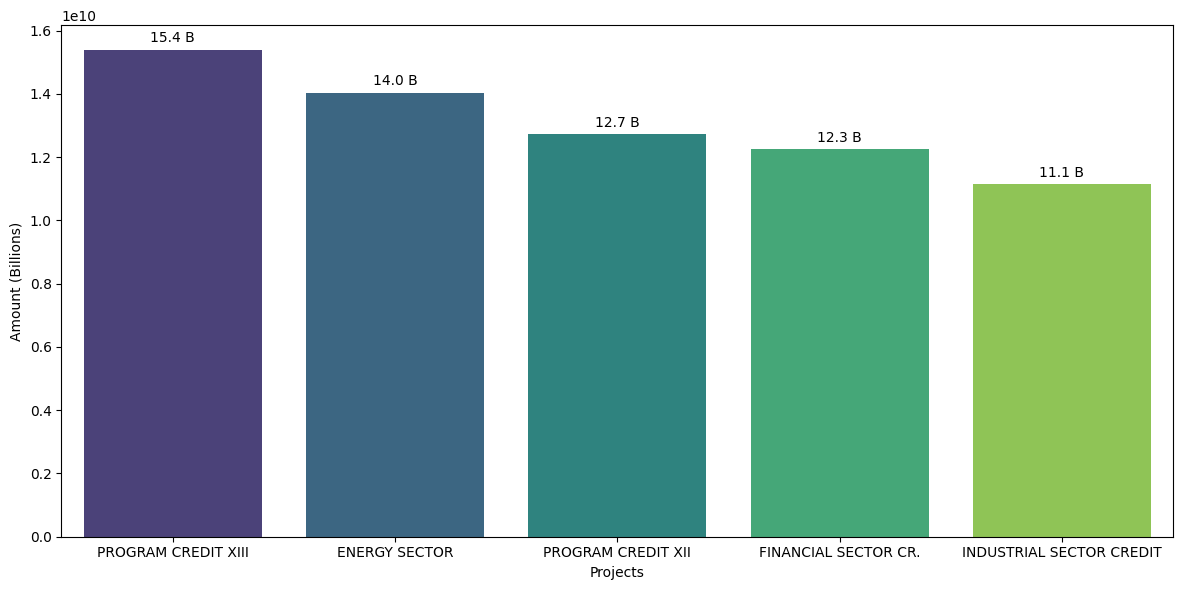 1e10
1.6
1.4
1.2
1.0
0.8
0.6
0.4
0.2
0.0
Amount (Billions)
15.4 B
14.0 B
12.7 B
12.3 B
11.1 B
PROGRAM CREDIT XIII
ENERGY SECTOR
PROGRAM CREDIT XII
FINANCIAL SECTOR CR.
INDUSTRIAL SECTOR CREDIT
Projects